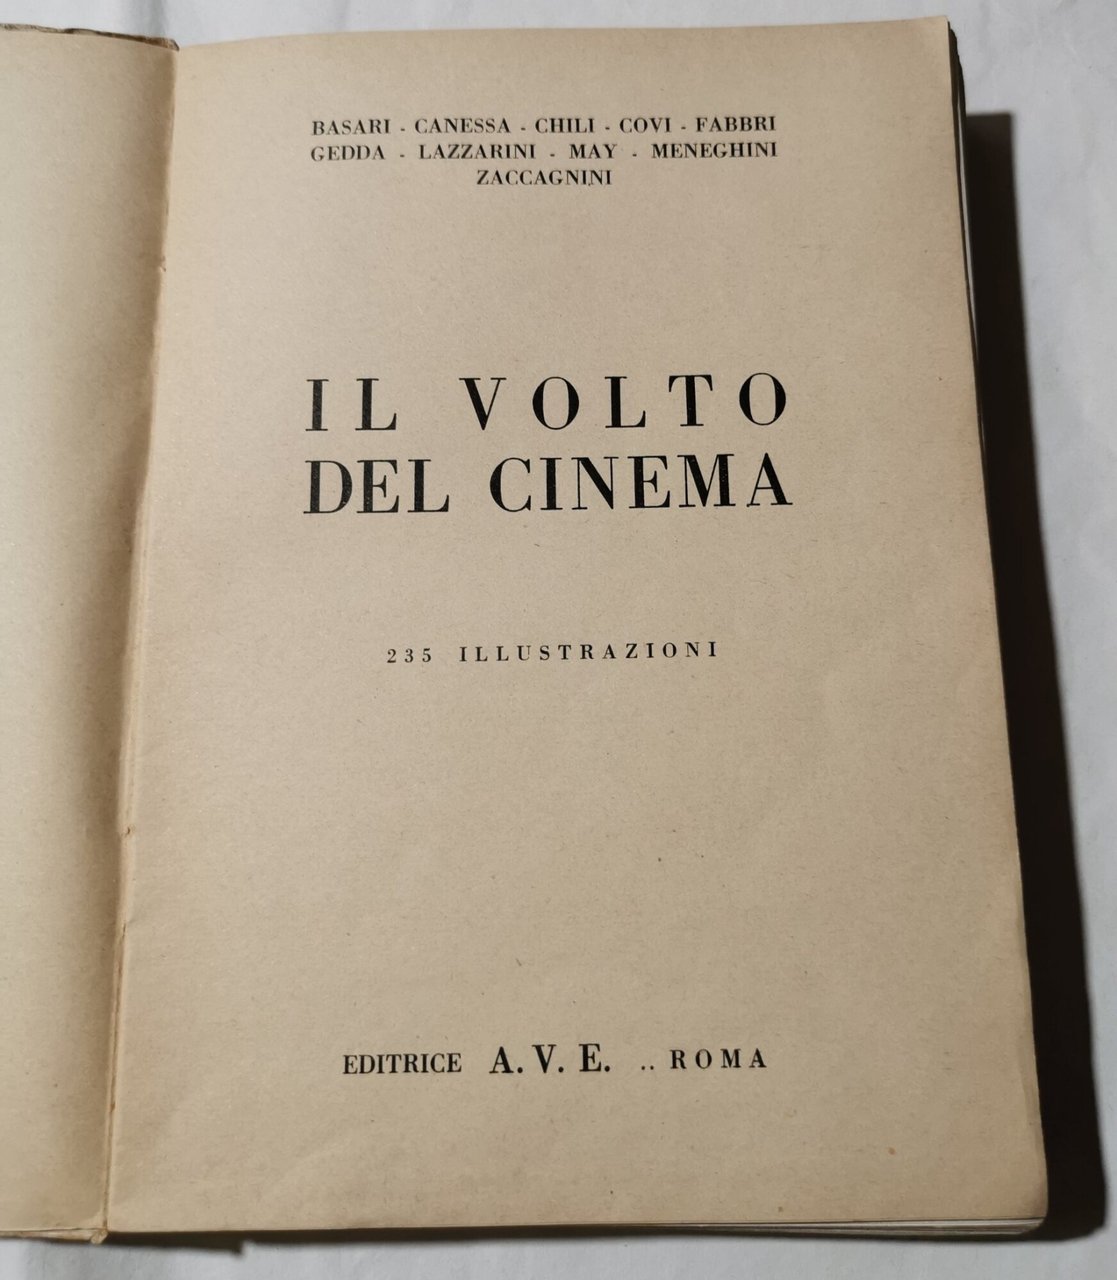 BASARI - CANESSA - CHILI - COVI - FABBRI
GEDDA - LAZZARINI - MAY - MENEGHINI
ZACCAGNINI
IL VOLTO
DEL CINEMA
235 ILLUSTRAZIONI
EDITRICE A. V. E. .. ROMA